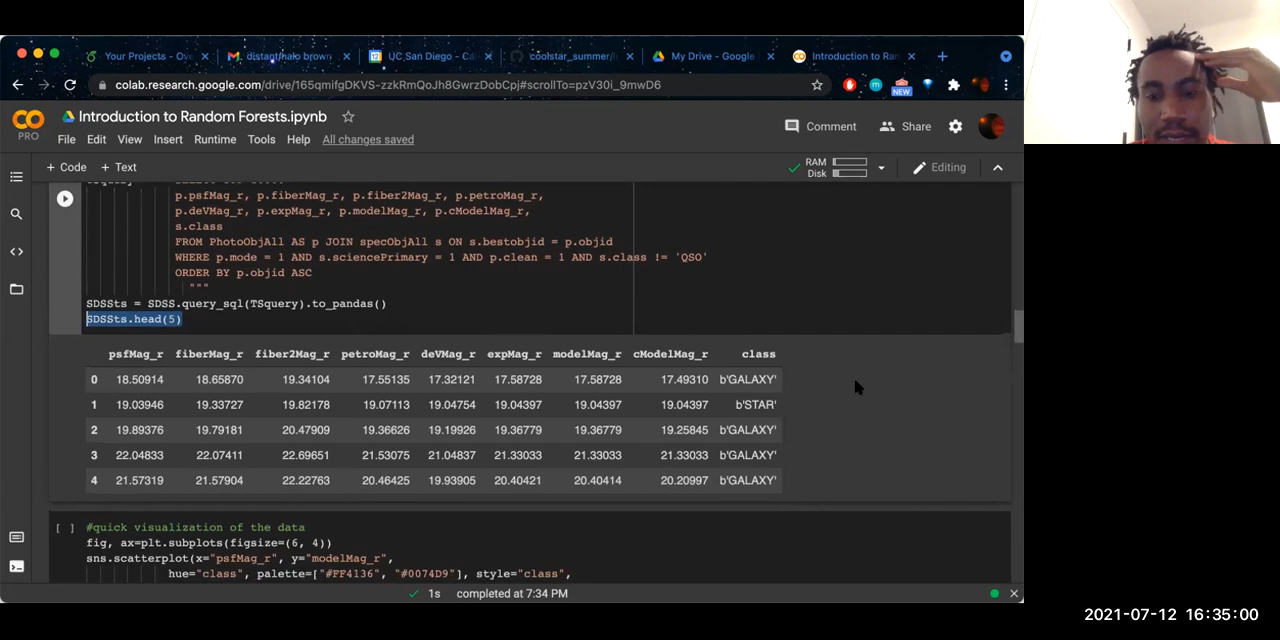 Your Projects - Ove
distantmao brown
UC San Diego - Ca
coolstar_summer/
My Drive - Google
Introduction to Ran
colab.research.google.com/drive/165qmifgDKVS-zzkRmQoJh8GwrzDobCpj#scrollTo=pzV30i_9mwD6
NEW
CO
PRO
Introduction to Random Forests.ipynb
File Edit View Insert Runtime Tools Help All changes saved
Comment Share
+ Code + Text
RAM
Disk
Editing
p.psfMag_r, p.fiberMag_r, p.fiber2Mag_r, p.petroMag_r,
p.deVMag_r, p.expMag_r, p.modelMag_r, p.cModelMag_r,
s.class
FROM PhotoObjAll AS p JOIN specObjAll s ON s.bestobjid = p.objid
WHERE p.mode = 1 AND s.sciencePrimary = 1 AND p.clean = 1 AND s.class != 'QSO'
ORDER BY p.objid ASC
"""
SDSSts = SDSS.query_sql(TSquery).to_pandas()
SDSSts.head(5)
psfMag_r fiberMag_r fiber2Mag_r petroMag_r deVMag_r expMag_r modelMag_r cModelMag_r class
0 18.50914 18.65870 19.34104 17.55135 17.32121 17.58728 17.58728 17.49310 b'GALAXY'
1 19.03946 19.33727 19.82178 19.07113 19.04754 19.04397 19.04397 19.04397 b'STAR'
2 19.89376 19.79181 20.47909 19.36626 19.19926 19.36779 19.36779 19.25845 b'GALAXY'
3 22.04833 22.07411 22.69651 21.53075 21.04837 21.33033 21.33033 21.33033 b'GALAXY'
4 21.57319 21.57904 22.22763 20.46425 19.93905 20.40421 20.40414 20.20997 b'GALAXY'
[ ] #quick visualization of the data
fig, ax=plt.subplots(figsize=(6, 4))
sns.scatterplot(x="psfMag_r", y="modelMag_r",
hue="class", palette=["#FF4136", "#0074D9"], style="class",
1s completed at 7:34 PM
2021-07-12 16:35:00